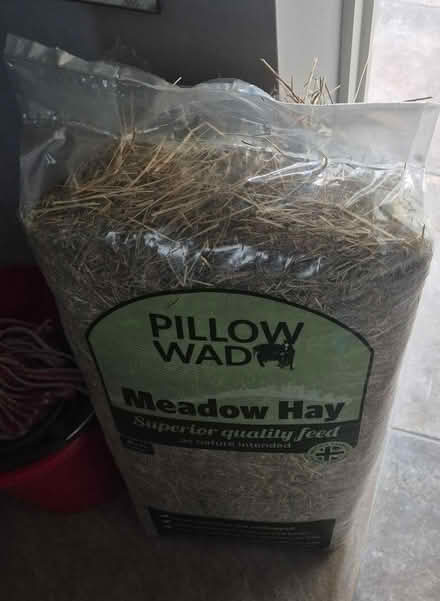 PILLOW
WAD
Meadow Hay
Superior quality feed
as nature intended